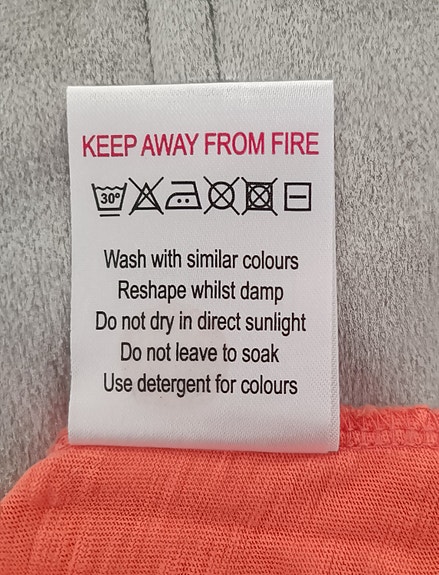 KEEP AWAY FROM FIRE
30°
Wash with similar colours
Reshape whilst damp
Do not dry in direct sunlight
Do not leave to soak
Use detergent for colours